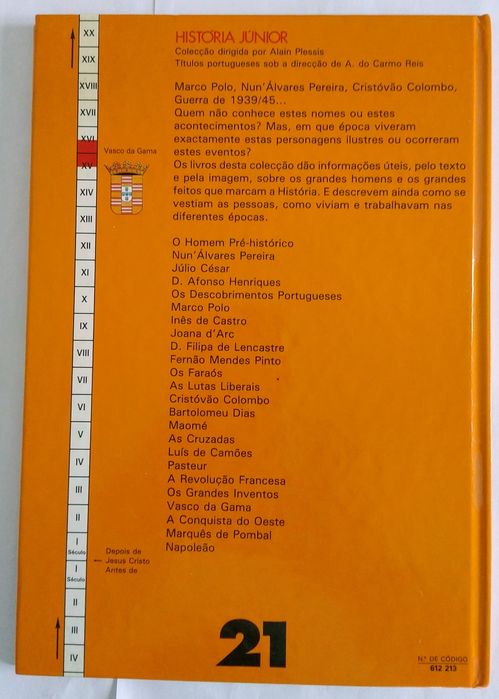 HISTÓRIA JÚNIOR
Colecção dirigida por Alain Plessis
Títulos portugueses sob a direcção de A. do Carmo Reis
Marco Polo, Nun'Álvares Pereira, Cristóvão Colombo,
Guerra de 1939/45...
Quem não conhece estes nomes ou estes
acontecimentos? Mas, em que época viveram
exactamente estas personagens ilustres ou ocorreram
estes eventos?
Os livros desta colecção dão informações úteis, pelo texto
e pela imagem, sobre os grandes homens e os grandes
feitos que marcam a História. E descrevem ainda como se
vestiam as pessoas, como viviam e trabalhavam nas
diferentes épocas.
O Homem Pré-histórico
Nun'Álvares Pereira
Júlio César
D. Afonso Henriques
Os Descobrimentos Portugueses
Marco Polo
Inês de Castro
Joana d'Arc
D. Filipa de Lencastre
Fernão Mendes Pinto
Os Faraós
As Lutas Liberais
Cristóvão Colombo
Bartolomeu Dias
Maomé
As Cruzadas
Luís de Camões
Pasteur
A Revolução Francesa
Os Grandes Inventos
Vasco da Gama
A Conquista do Oeste
Marquês de Pombal
Napoleão
XX
XIX
XVIII
XVII
XVI
Vasco da Gama
XV
XIV
XIII
XII
XI
X
IX
VIII
VII
VI
V
IV
III
II
I
Século
Depois de
Jesus Cristo
Antes de
I
Século
II
III
IV
21
N.º DE CÓDIGO
612 213